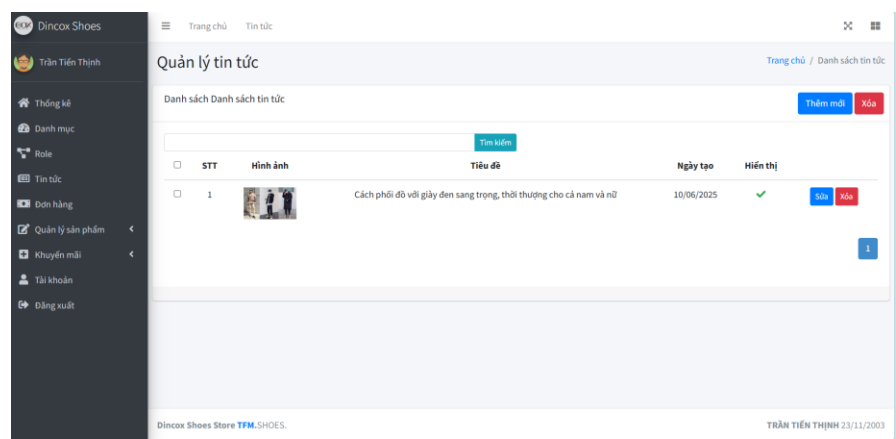 COX Dincox Shoes
Trang chủ Tin tức
Trần Tiến Thịnh
Quản lý tin tức
Trang chủ / Danh sách tin tức
Thống kê
Danh mục
Role
Tin tức
Đơn hàng
Quản lý sản phẩm
Khuyến mãi
Tài khoản
Đăng xuất
Danh sách Danh sách tin tức
Thêm mới Xóa
Tìm kiếm
STT Hình ảnh Tiêu đề Ngày tạo Hiển thị
1 Cách phối đồ với giày đen sang trọng, thời thượng cho cả nam và nữ 10/06/2025 Sửa Xóa
1
Dincox Shoes Store TFM.SHOES.
TRẦN TIẾN THỊNH 23/11/2003